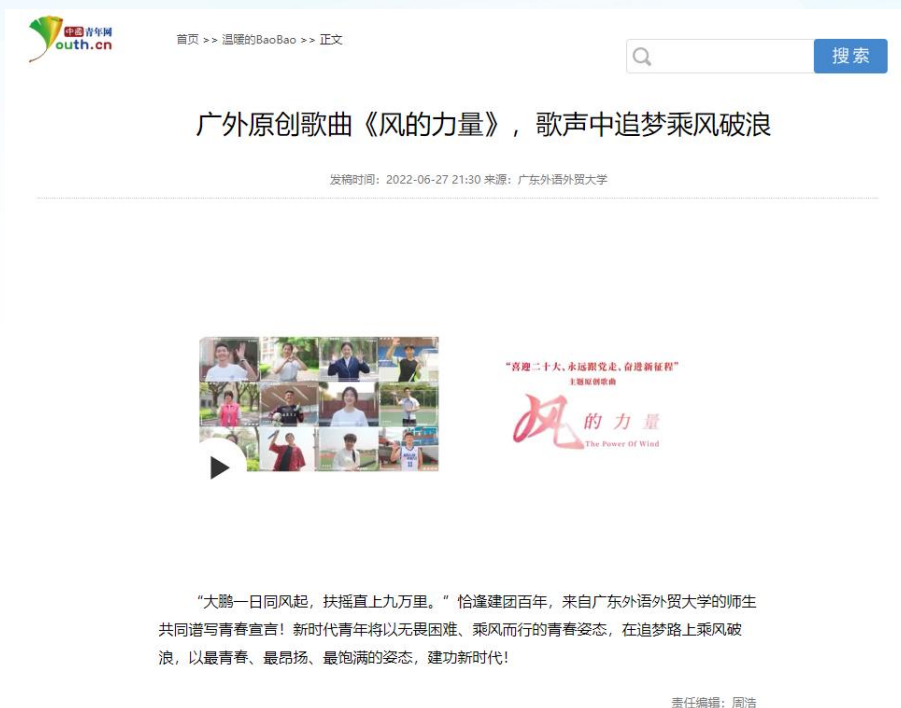 中國青年网
Youth.cn
首页 >> 温暖的BaoBao >> 正文
搜索
广外原创歌曲《风的力量》，歌声中追梦乘风破浪
发稿时间：2022-06-27 21:30 来源：广东外语外贸大学
“喜迎二十大、永远跟党走、奋进新征程”
主题原创歌曲
风的力量
The Power Of Wind
“大鹏一日同风起，扶摇直上九万里。”恰逢建团百年，来自广东外语外贸大学的师生
共同谱写青春宣言！新时代青年将以无畏困难、乘风而行的青春姿态，在追梦路上乘风破
浪，以最青春、最昂扬、最饱满的姿态，建功新时代！
责任编辑：周浩